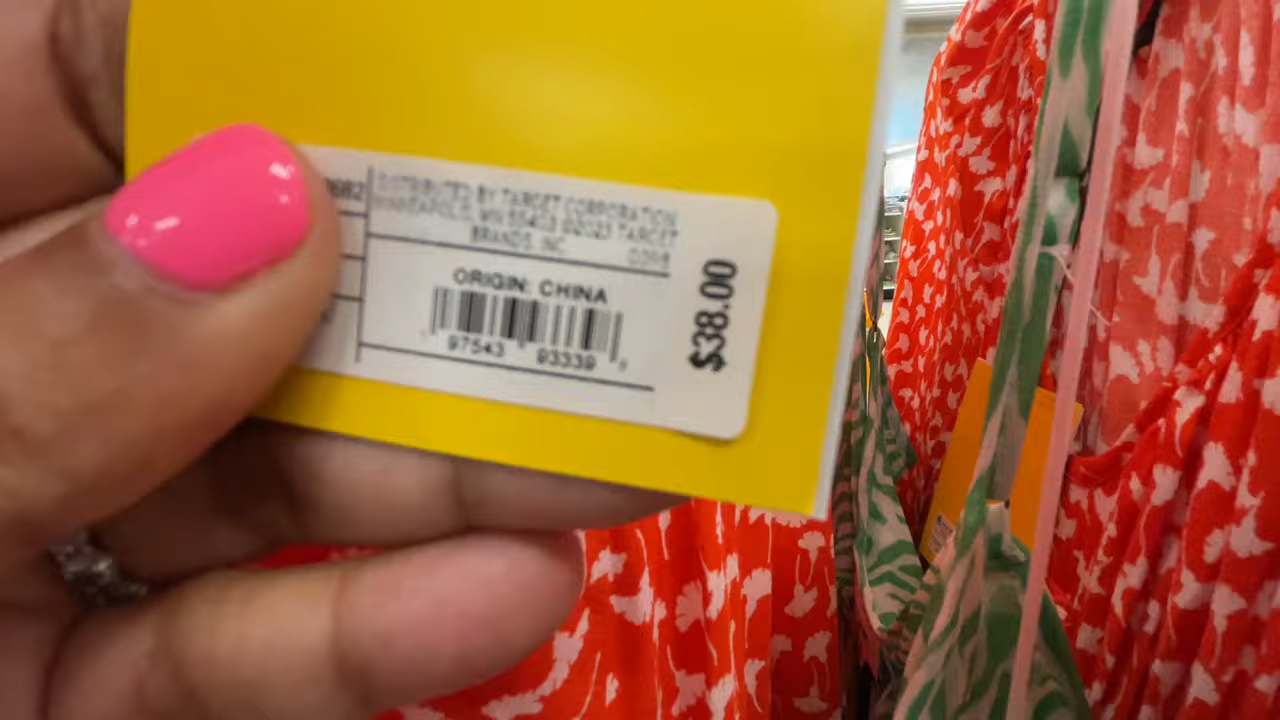 DISTRIBUTED BY TARGET CORPORATION
MINNEAPOLIS, MN 55403 ©2023 TARGET
BRANDS, INC.
ORIGIN: CHINA
97543 93339
$38.00